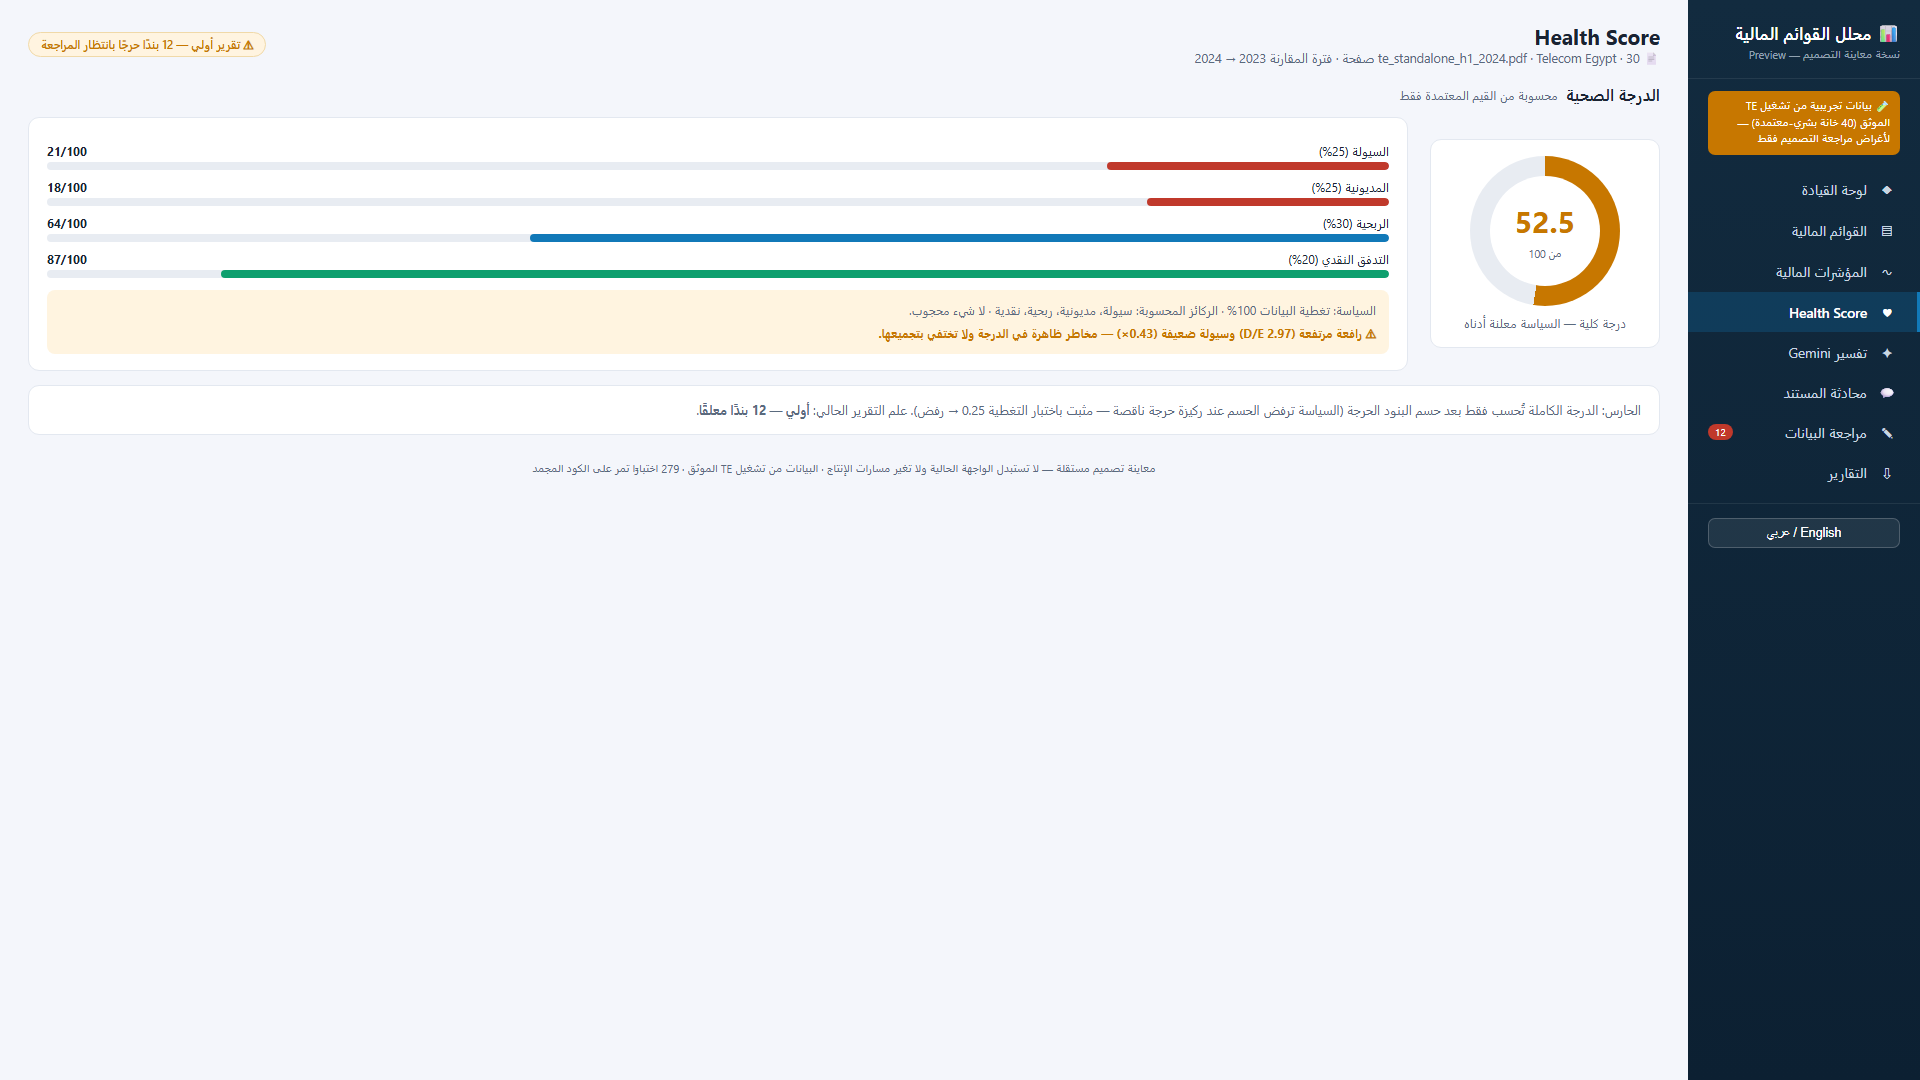 محلل القوائم المالية
نسخة معاينة التصميم — Preview
بيانات تجريبية من تشغيل TE
الموثق (40 خانة بشري-معتمدة) —
لأغراض مراجعة التصميم فقط
لوحة القيادة
القوائم المالية
المؤشرات المالية
Health Score
تفسير Gemini
محادثة المستند
مراجعة البيانات 12
التقارير
عربي / English
Health Score
te_standalone_h1_2024.pdf · Telecom Egypt · 30 صفحة · فترة المقارنة 2023 → 2024
⚠ تقرير أولي — 12 بندًا حرجًا بانتظار المراجعة
الدرجة الصحية محسوبة من القيم المعتمدة فقط
52.5
من 100
درجة كلية — السياسة معلنة أدناه
السيولة (25%) 21/100
المديونية (25%) 18/100
الربحية (30%) 64/100
التدفق النقدي (20%) 87/100
السياسة: تغطية البيانات 100% · الركائز المحسوبة: سيولة، مديونية، ربحية، نقدية · لا شيء محجوب.
⚠ رافعة مرتفعة (D/E 2.97) وسيولة ضعيفة (0.43×) — مخاطر ظاهرة في الدرجة ولا تختفي بتجميعها.
الحارس: الدرجة الكاملة تُحسب فقط بعد حسم البنود الحرجة (السياسة ترفض الحسم عند ركيزة حرجة ناقصة — مثبت باختبار التغطية 0.25 → رفض). علم التقرير الحالي: أولي — 12 بندًا معلقًا.
معاينة تصميم مستقلة — لا تستبدل الواجهة الحالية ولا تغير مسارات الإنتاج · البيانات من تشغيل TE الموثق · 279 اختبارًا تمر على الكود المجمد